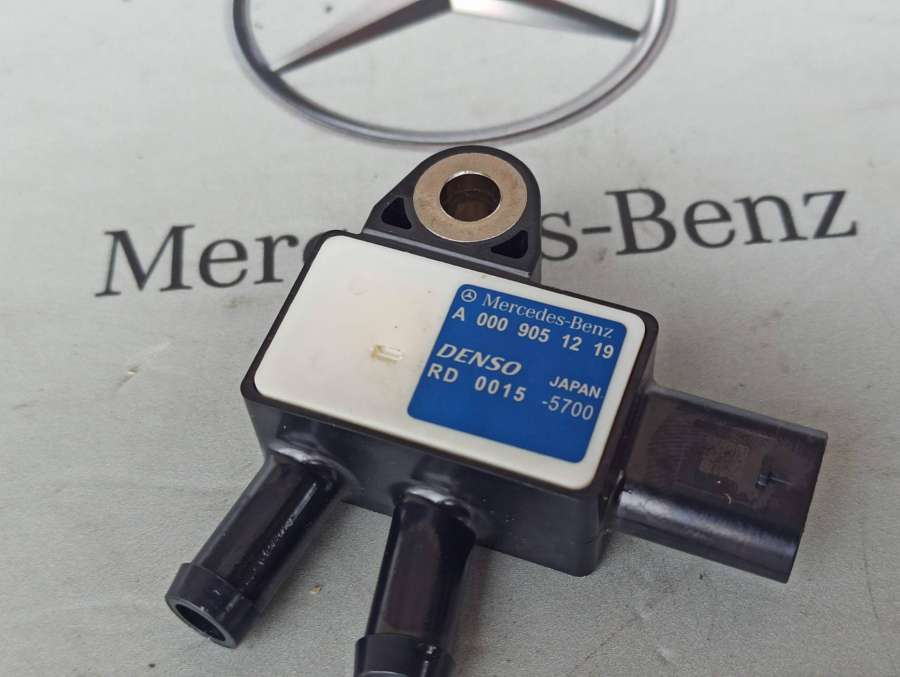 Mercedes-Benz
Mercedes-Benz
A 000 905 12 19
DENSO
JAPAN
RD 0015 -5700